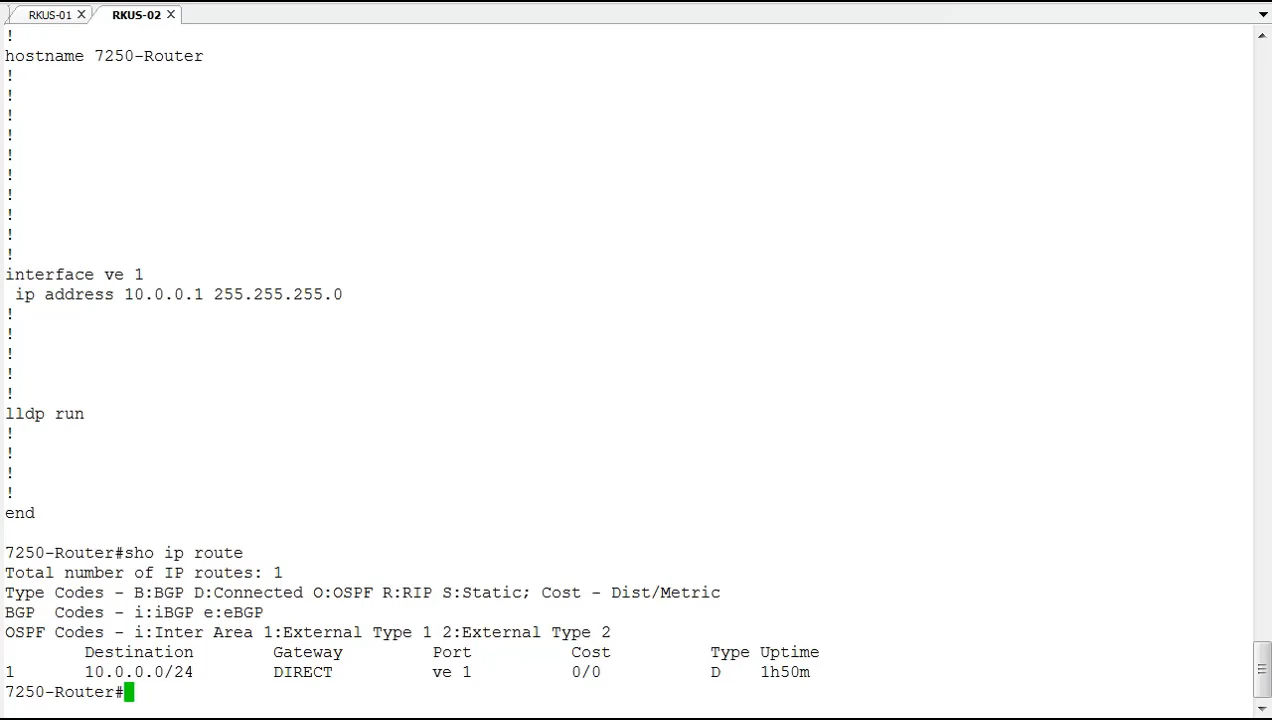 RKUS-01 X RKUS-02 X
!
hostname 7250-Router
!
!
!
!
!
!
!
!
!
!
interface ve 1
 ip address 10.0.0.1 255.255.255.0
!
!
!
!
!
lldp run
!
!
!
!
end

7250-Router#sho ip route
Total number of IP routes: 1
Type Codes - B:BGP D:Connected O:OSPF R:RIP S:Static; Cost - Dist/Metric
BGP  Codes - i:iBGP e:eBGP
OSPF Codes - i:Inter Area 1:External Type 1 2:External Type 2
        Destination        Gateway         Port          Cost          Type Uptime
1       10.0.0.0/24        DIRECT          ve 1          0/0           D    1h50m
7250-Router#